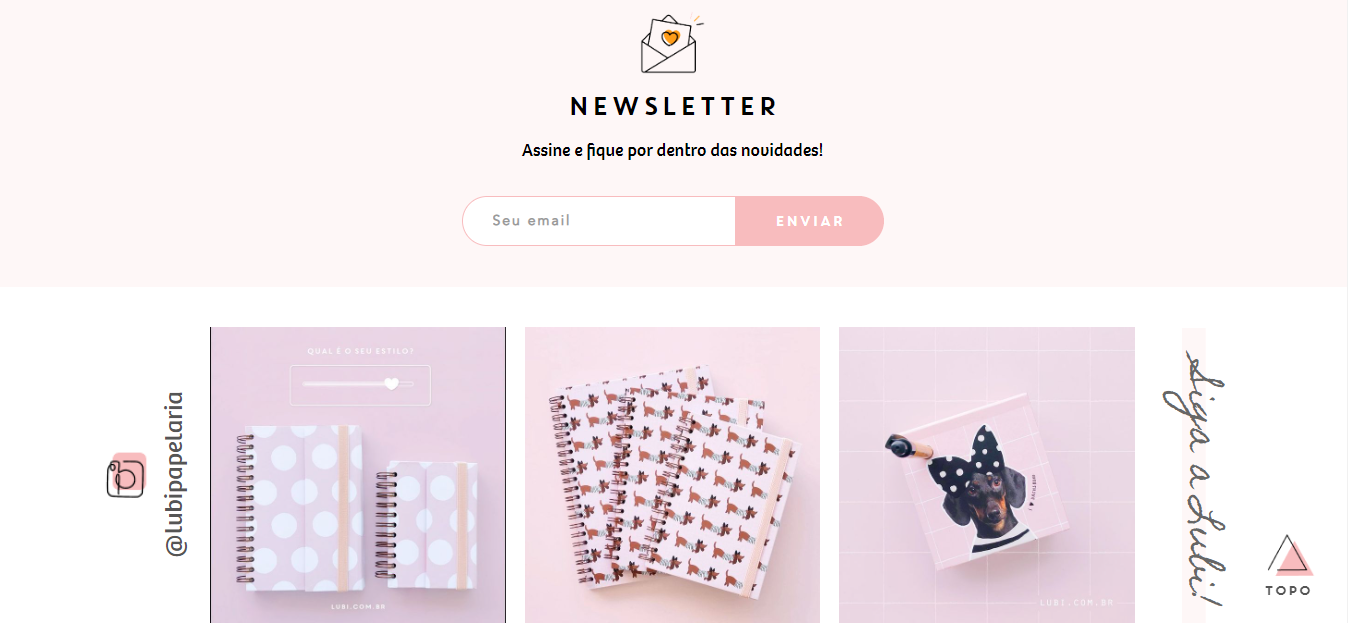 NEWSLETTER
Assine e fique por dentro das novidades!
Seu email
ENVIAR
@lubipapelaria
QUAL É O SEU ESTILO?
LUBI.COM.BR
LUBI.COM.BR
Siga a Lubi!
TOPO